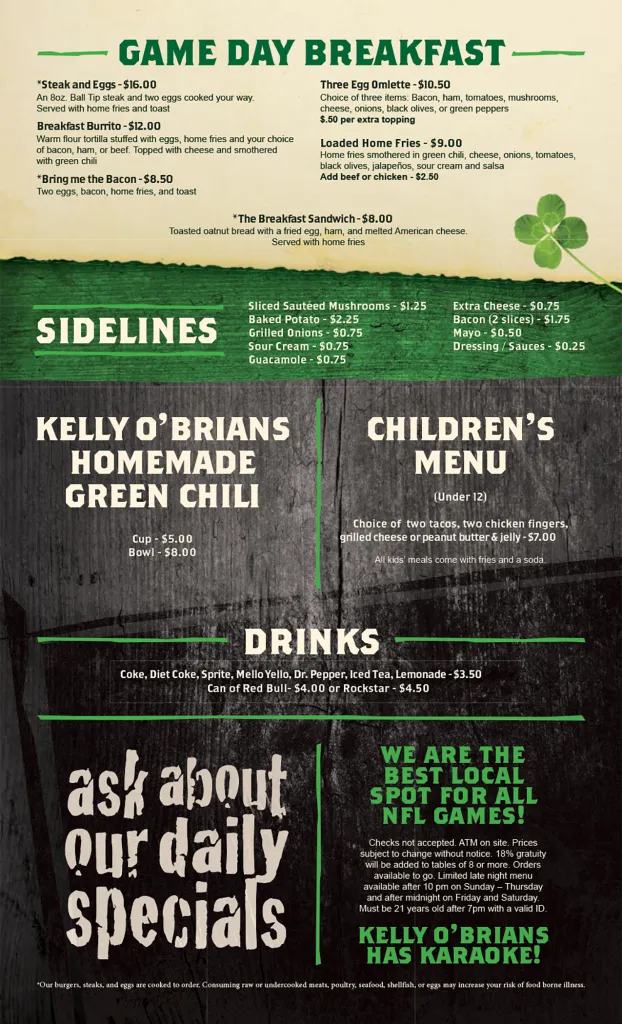 GAME DAY BREAKFAST
*Steak and Eggs - $16.00
An 8oz. Ball Tip steak and two eggs cooked your way.
Served with home fries and toast
Breakfast Burrito - $12.00
Warm flour tortilla stuffed with eggs, home fries and your choice
of bacon, ham, or beef. Topped with cheese and smothered
with green chili
*Bring me the Bacon - $8.50
Two eggs, bacon, home fries, and toast
Three Egg Omlette - $10.50
Choice of three items: Bacon, ham, tomatoes, mushrooms,
cheese, onions, black olives, or green peppers
$.50 per extra topping
Loaded Home Fries - $9.00
Home fries smothered in green chili, cheese, onions, tomatoes,
black olives, jalapeños, sour cream and salsa
Add beef or chicken - $2.50
*The Breakfast Sandwich - $8.00
Toasted oatnut bread with a fried egg, ham, and melted American cheese.
Served with home fries
SIDELINES
Sliced Sautéed Mushrooms - $1.25
Baked Potato - $2.25
Grilled Onions - $0.75
Sour Cream - $0.75
Guacamole - $0.75
Extra Cheese - $0.75
Bacon (2 slices) - $1.75
Mayo - $0.50
Dressing / Sauces - $0.25
KELLY O'BRIANS
HOMEMADE
GREEN CHILI
Cup - $5.00
Bowl - $8.00
CHILDREN'S
MENU
(Under 12)
Choice of two tacos, two chicken fingers,
grilled cheese or peanut butter & jelly - $7.00
All kids' meals come with fries and a soda.
DRINKS
Coke, Diet Coke, Sprite, Mello Yello, Dr. Pepper, Iced Tea, Lemonade - $3.50
Can of Red Bull- $4.00 or Rockstar - $4.50
ask about
our daily
specials
WE ARE THE
BEST LOCAL
SPOT FOR ALL
NFL GAMES!
Checks not accepted. ATM on site. Prices
subject to change without notice. 18% gratuity
will be added to tables of 8 or more. Orders
available to go. Limited late night menu
available after 10 pm on Sunday – Thursday
and after midnight on Friday and Saturday.
Must be 21 years old after 7pm with a valid ID.
KELLY O'BRIANS
HAS KARAOKE!
*Our burgers, steaks, and eggs are cooked to order. Consuming raw or undercooked meats, poultry, seafood, shellfish, or eggs may increase your risk of food borne illness.